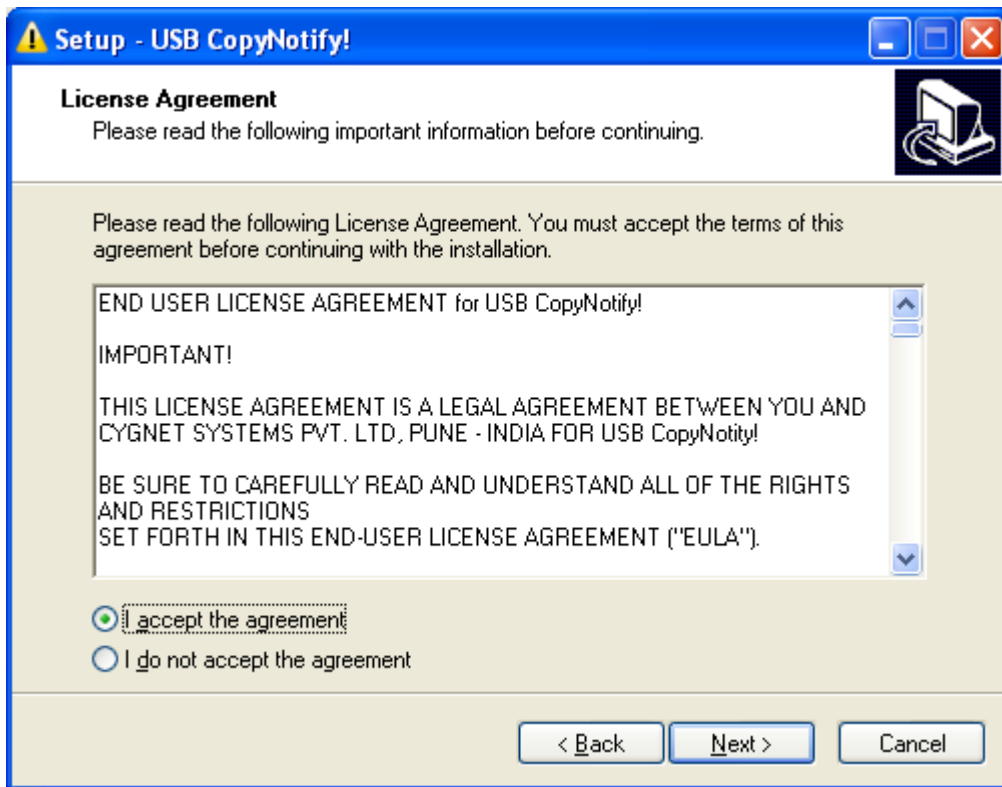 Setup - USB CopyNotify!
License Agreement
Please read the following important information before continuing.
Please read the following License Agreement. You must accept the terms of this
agreement before continuing with the installation.
END USER LICENSE AGREEMENT for USB CopyNotify!
IMPORTANT!
THIS LICENSE AGREEMENT IS A LEGAL AGREEMENT BETWEEN YOU AND
CYGNET SYSTEMS PVT. LTD, PUNE - INDIA FOR USB CopyNotity!
BE SURE TO CAREFULLY READ AND UNDERSTAND ALL OF THE RIGHTS
AND RESTRICTIONS
SET FORTH IN THIS END-USER LICENSE AGREEMENT ("EULA").
I accept the agreement
I do not accept the agreement
< Back
Next >
Cancel